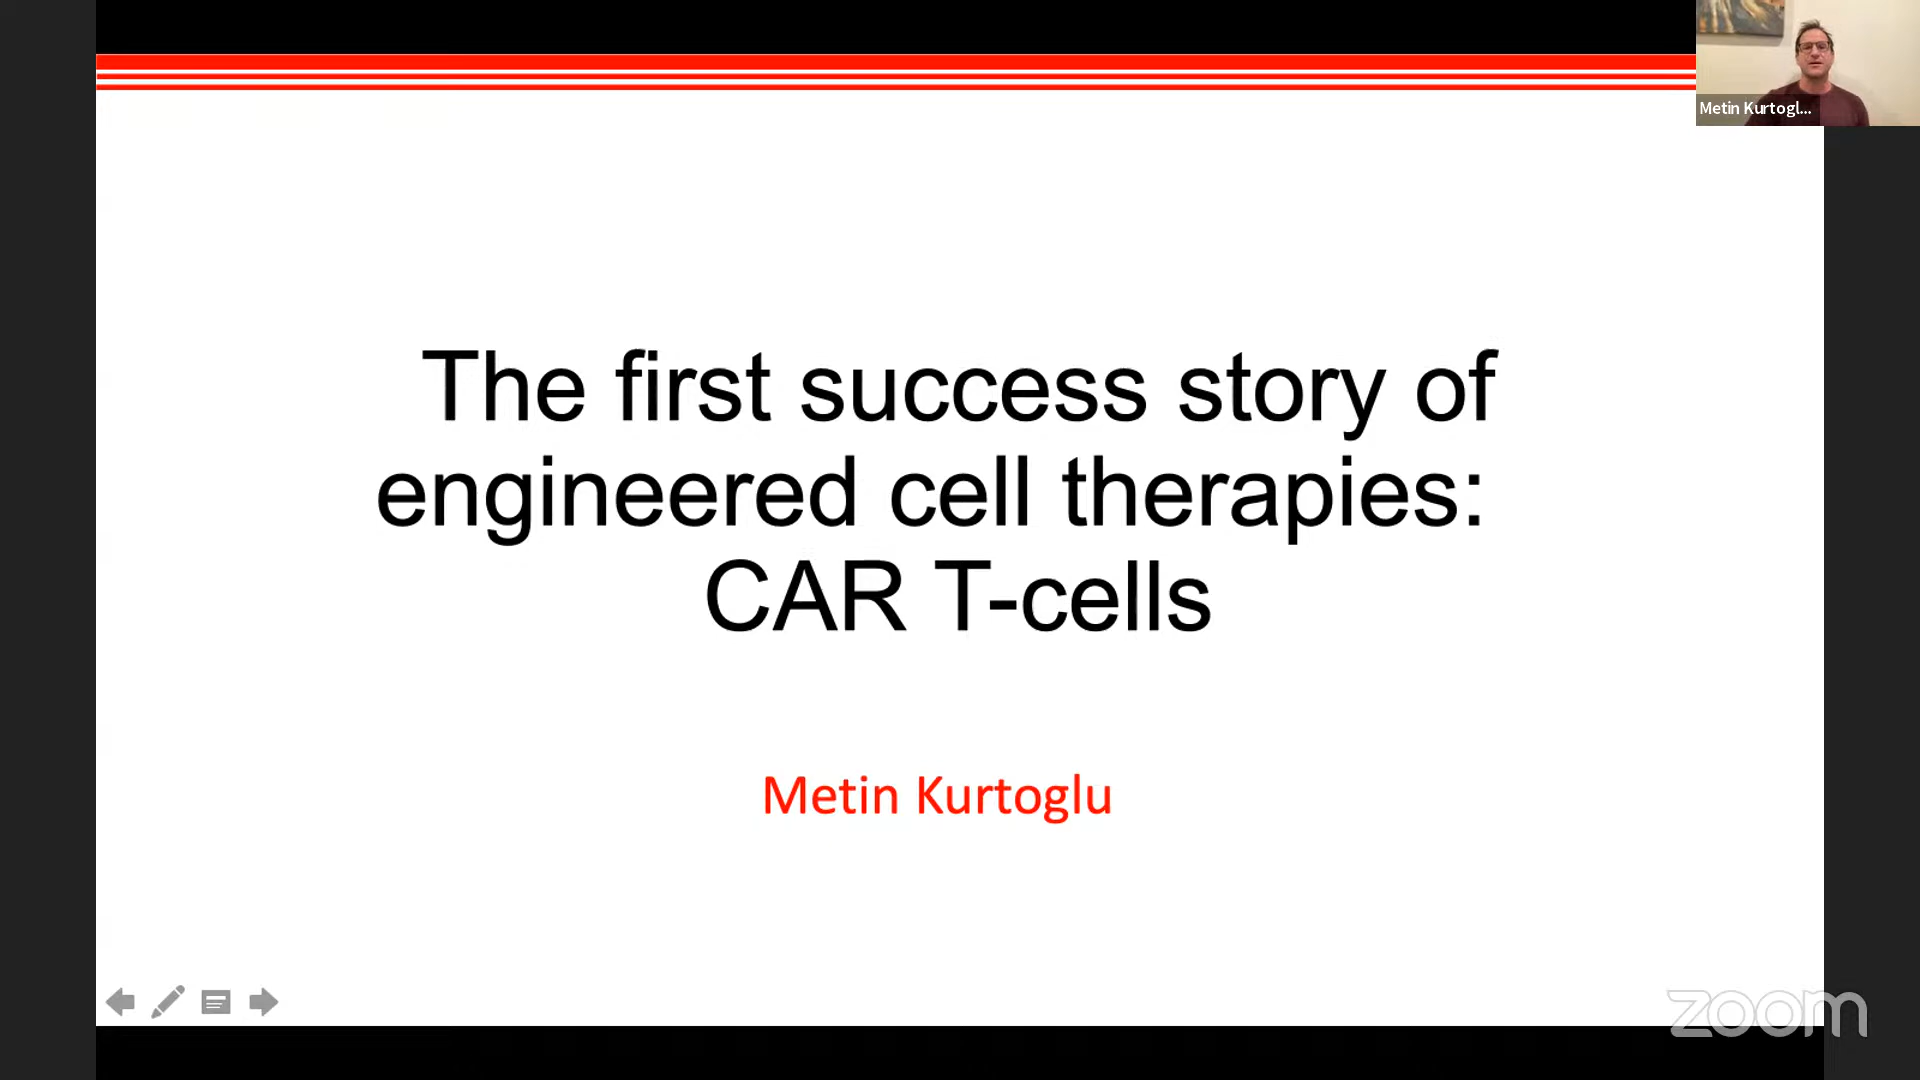 Metin Kurtogl...
The first success story of
engineered cell therapies:
CAR T-cells
Metin Kurtoglu
zoom